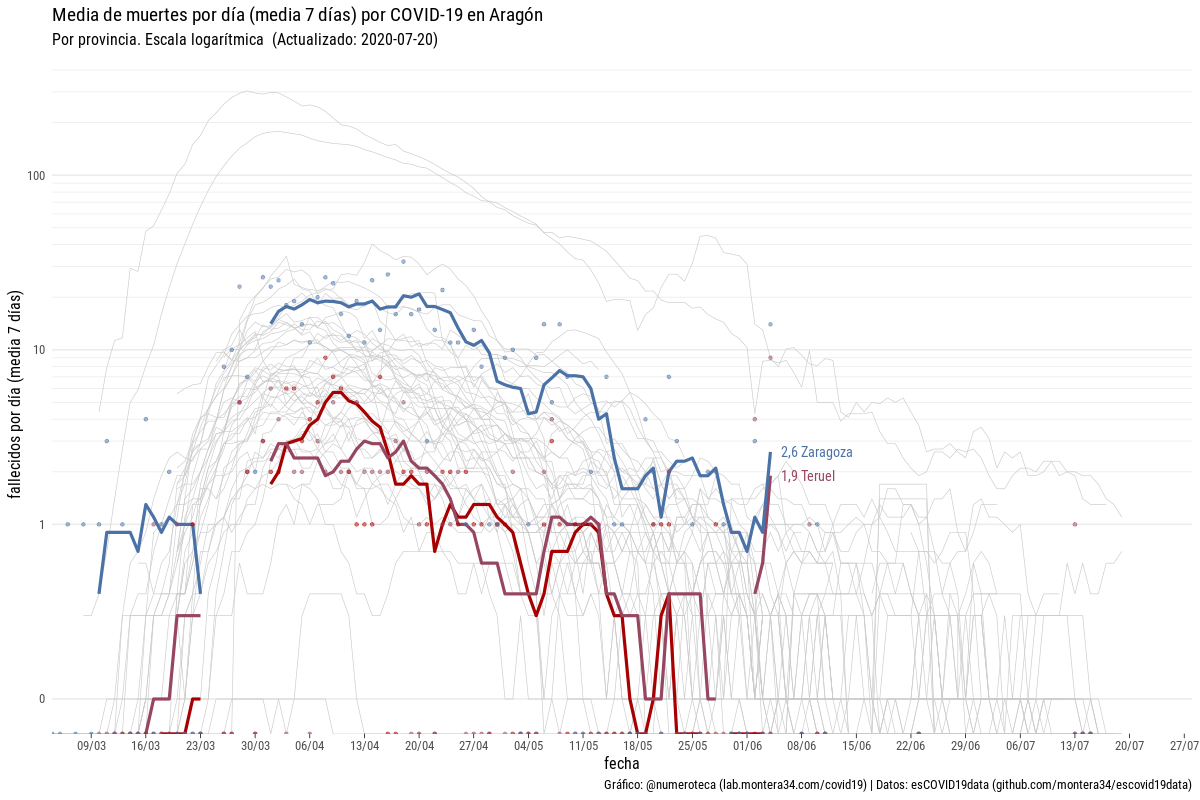 Media de muertes por día (media 7 días) por COVID-19 en Aragón
Por provincia. Escala logarítmica  (Actualizado: 2020-07-20)
fallecidos por día (media 7 días)
100
10
1
0
2,6 Zaragoza
1,9 Teruel
09/03 16/03 23/03 30/03 06/04 13/04 20/04 27/04 04/05 11/05 18/05 25/05 01/06 08/06 15/06 22/06 29/06 06/07 13/07 20/07 27/07
fecha
Gráfico: @numeroteca (lab.montera34.com/covid19) | Datos: esCOVID19data (github.com/montera34/escovid19data)